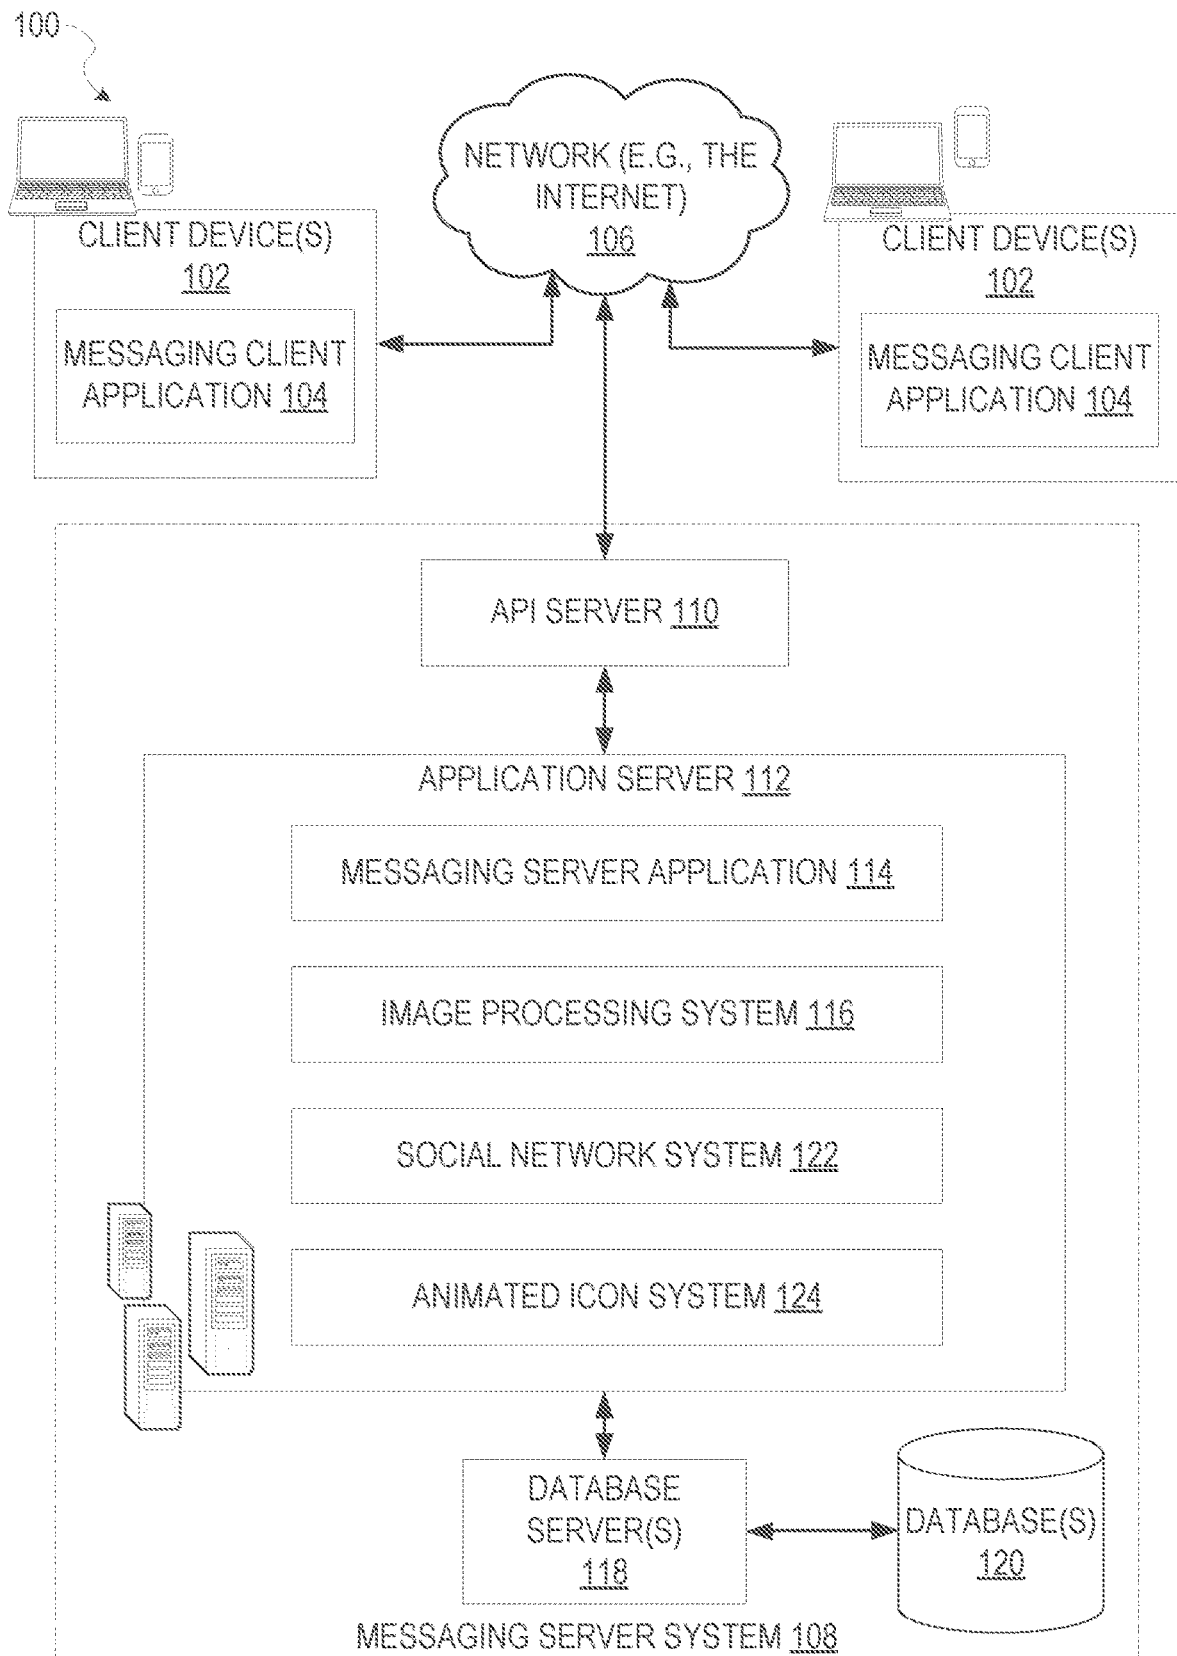 100
NETWORK (E.G., THE
INTERNET)
106
CLIENT DEVICE(S)
102
MESSAGING CLIENT
APPLICATION 104
CLIENT DEVICE(S)
102
MESSAGING CLIENT
APPLICATION 104
API SERVER 110
APPLICATION SERVER 112
MESSAGING SERVER APPLICATION 114
IMAGE PROCESSING SYSTEM 116
SOCIAL NETWORK SYSTEM 122
ANIMATED ICON SYSTEM 124
DATABASE
SERVER(S)
118
DATABASE(S)
120
MESSAGING SERVER SYSTEM 108